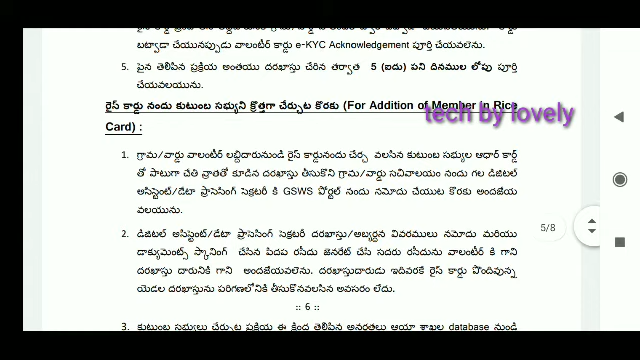 బట్వాడా చేయునప్పుడు వాలంటీర్ కార్డు e-KYC Acknowledgement పూర్తి చేయవలెను.
5. పైన తెలిపిన ప్రక్రియ అంతయు దరఖాస్తు చేరిన తర్వాత 5 (ఐదు) పని దినముల లోపు పూర్తి
చేయవలయును.
రైస్ కార్డు నందు కుటుంబ సభ్యుని క్రొత్తగా చేర్చుట కొరకు (For Addition of Member in Rice
Card) :
tech by lovely
1. గ్రామ/వార్డు వాలంటీర్ లబ్దిదారునుండి రైస్ కార్డునందు చేర్చ వలసిన కుటుంబ సభ్యుల ఆధార్ కార్డ్
తో పాటుగా చేతి వ్రాతతో కూడిన దరఖాస్తు తీసుకొని గ్రామ/వార్డు సచివాలయం నందు గల డిజిటల్
అసిస్టెంట్/డేటా ప్రాసెసింగ్ సెక్రటరీ కి GSWS పోర్టల్ నందు నమోదు చేయుట కొరకు అందజేయ
వలయును.
2. డిజిటల్ అసిస్టెంట్/డేటా ప్రాసెసింగ్ సెక్రటరీ దరఖాస్తు/అభ్యర్దన వివరములు నమోదు మరియు
డాక్యుమెంట్స్ స్కానింగ్ చేసిన పిదప రసీదు జెనరేట్ చేసి సదరు రసీదును వాలంటీర్ కి గాని
దరఖాస్తు దారునికి గాని అందజేయవలెను. దరఖాస్తుదారుడు ఇదివరకే రైస్ కార్డు పొందివున్న
యెడల దరఖాస్తును పరిగణలోనికి తీసుకొనవలసిన అవసరం లేదు.
5/8
:: 6 ::
3. కుటుంబ సభ్యులు చేర్చుట ప్రక్రియ ఈ క్రింద తెలిపిన అనర్హతలు ఆయా శాఖల database నుండి